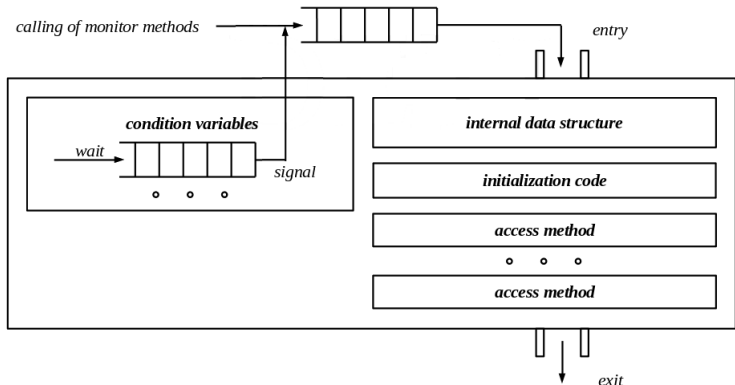 calling of monitor methods
entry
condition variables
wait
signal
internal data structure
initialization code
access method
access method
exit